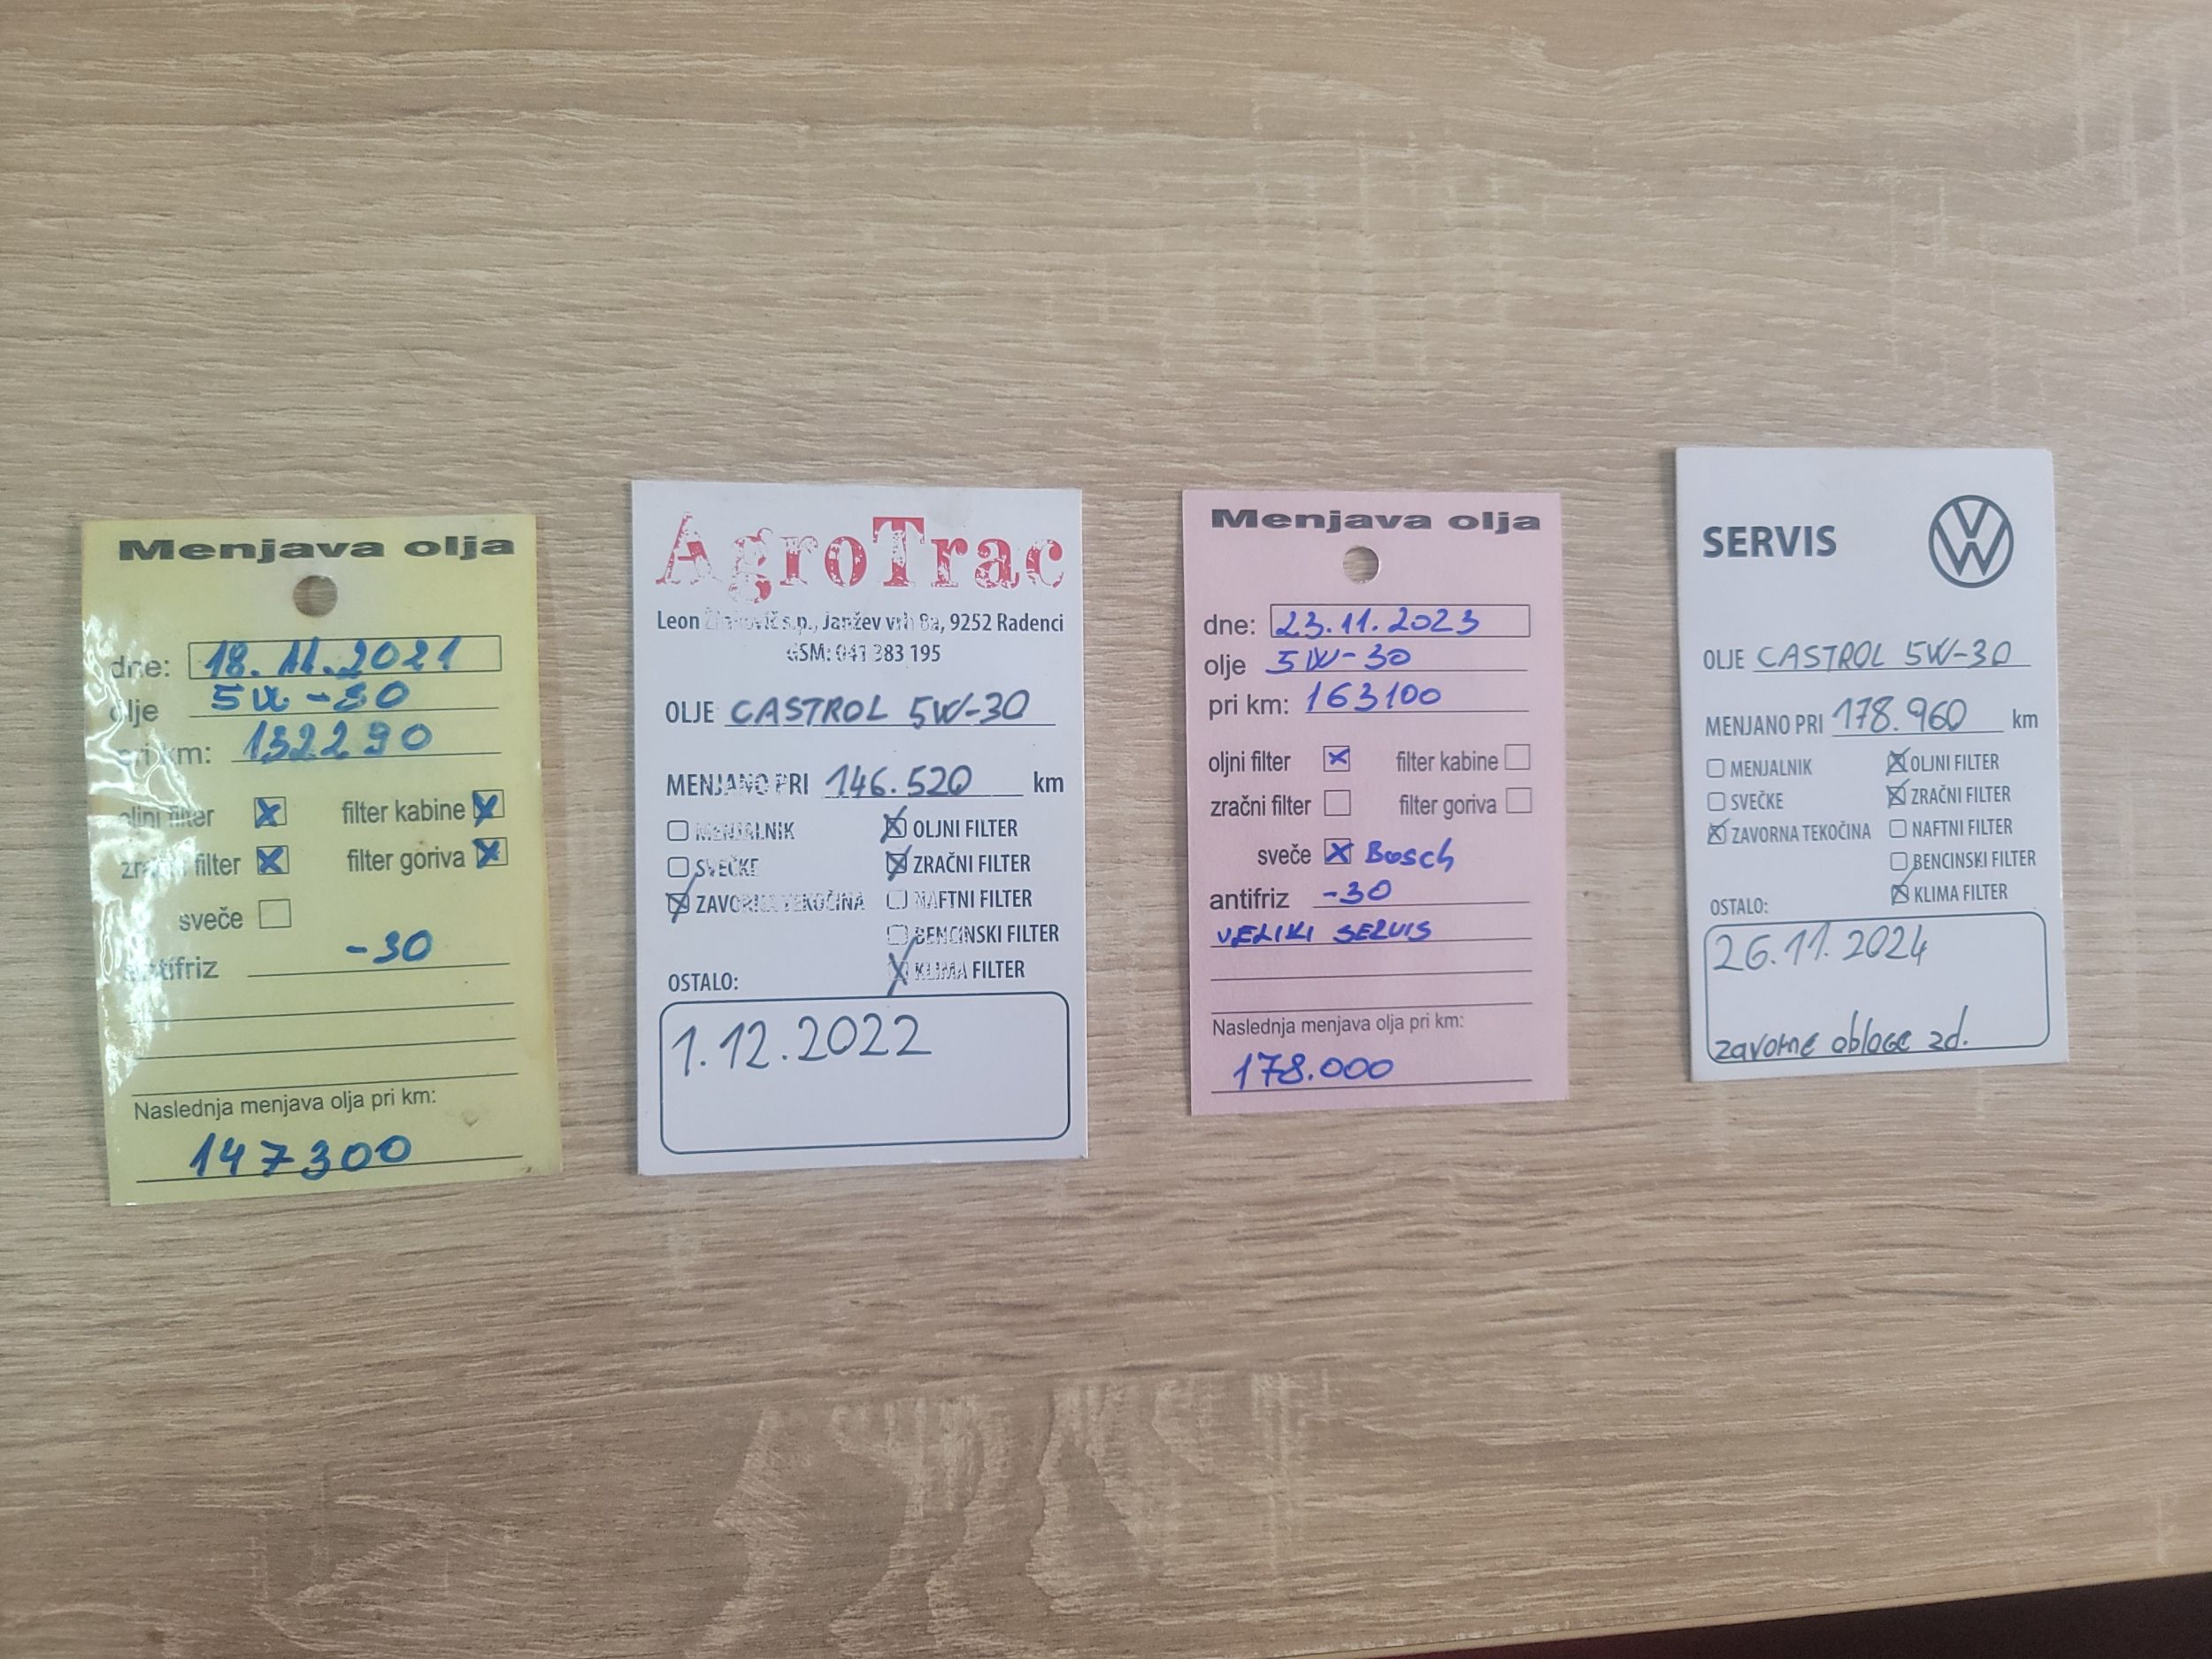 Menjava olja
dne: 18.11.2021
olje 5W-30
pri km: 132290
oljni filter filter kabine
zračni filter filter goriva
sveče
antifriz -30
Naslednja menjava olja pri km:
147300
AgroTrac
Leon s.p., Janžev vrh 8a, 9252 Radenci
GSM: 041 383 195
OLJE CASTROL 5W-30
MENJANO PRI 146.520 km
MENJALNIK OLJNI FILTER
SVEČKE ZRAČNI FILTER
ZAVORNA TEKOČINA NAFTNI FILTER
BENCINSKI FILTER
KLIMA FILTER
OSTALO:
1.12.2022
Menjava olja
dne: 23.11.2023
olje 5W-30
pri km: 163100
oljni filter filter kabine
zračni filter filter goriva
sveče Bosch
antifriz -30
VELIKI SERVIS
Naslednja menjava olja pri km:
178.000
SERVIS
OLJE CASTROL 5W-30
MENJANO PRI 178.960 km
MENJALNIK OLJNI FILTER
SVEČKE ZRAČNI FILTER
ZAVORNA TEKOČINA NAFTNI FILTER
BENCINSKI FILTER
KLIMA FILTER
OSTALO:
26.11.2024
zavorne obloge zd.